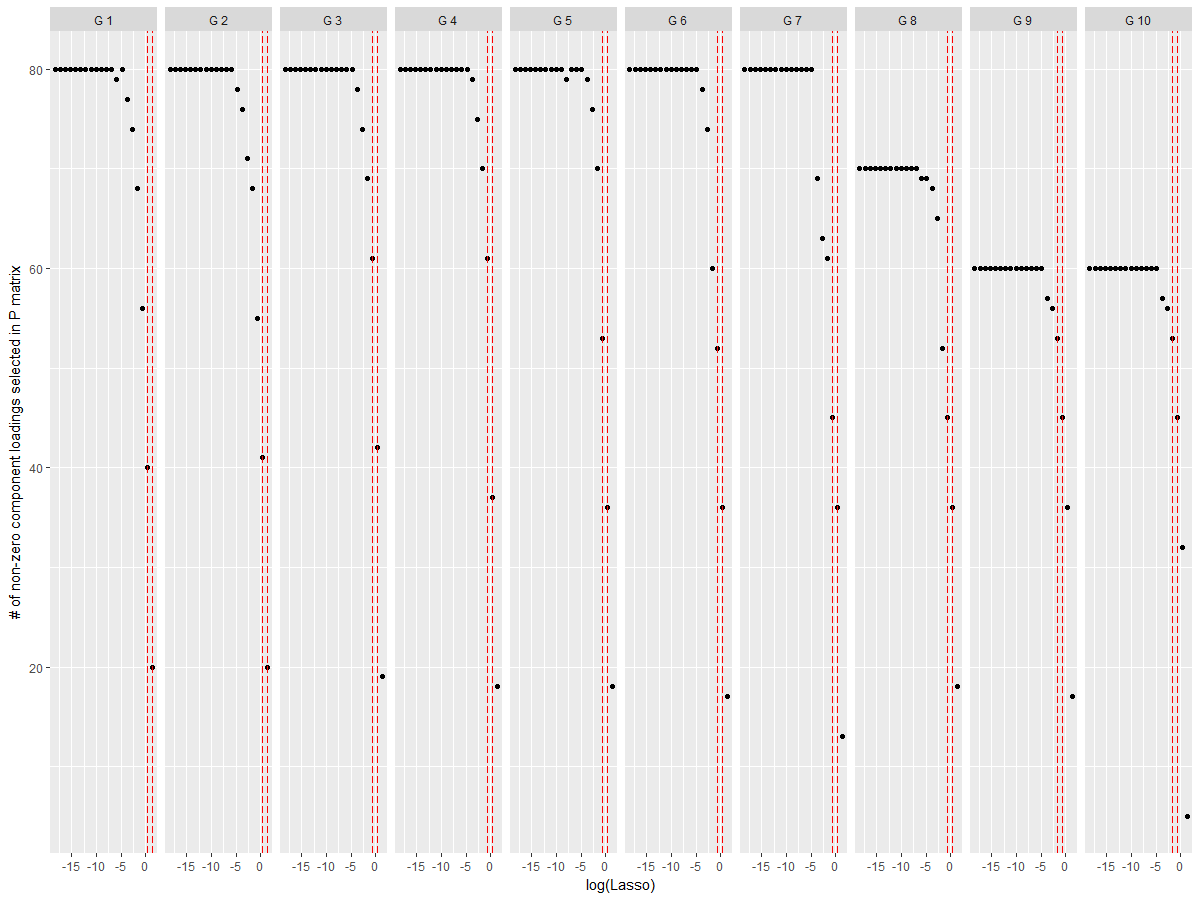 G 1 G 2 G 3 G 4 G 5 G 6 G 7 G 8 G 9 G 10
80
60
40
20
# of non-zero component loadings selected in P matrix
-15 -10 -5 0 -15 -10 -5 0 -15 -10 -5 0 -15 -10 -5 0 -15 -10 -5 0 -15 -10 -5 0 -15 -10 -5 0 -15 -10 -5 0 -15 -10 -5 0 -15 -10 -5 0
log(Lasso)